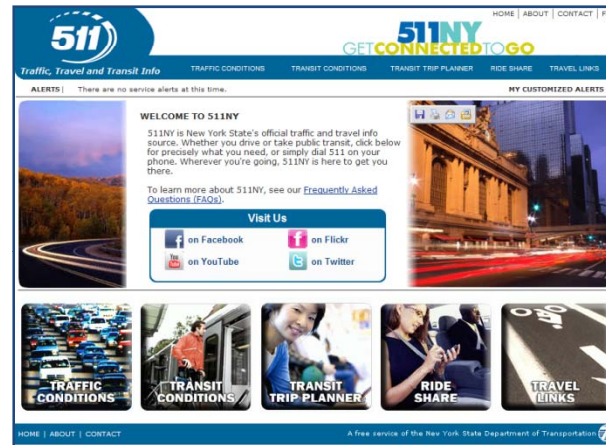 HOME | ABOUT | CONTACT | F
511
511NY
GET CONNECTED TO GO
Traffic, Travel and Transit Info
TRAFFIC CONDITIONS
TRANSIT CONDITIONS
TRANSIT TRIP PLANNER
RIDE SHARE
TRAVEL LINKS
ALERTS | There are no service alerts at this time.
MY CUSTOMIZED ALERTS
WELCOME TO 511NY
511NY is New York State's official traffic and travel info
source. Whether you drive or take public transit, click below
for precisely what you need, or simply dial 511 on your
phone. Wherever you're going, 511NY is here to get you
there.
To learn more about 511NY, see our Frequently Asked
Questions (FAQs).
Visit Us
on Facebook
on Flickr
on YouTube
on Twitter
TRAFFIC
CONDITIONS
TRANSIT
CONDITIONS
TRANSIT
TRIP PLANNER
RIDE
SHARE
TRAVEL
LINKS
HOME | ABOUT | CONTACT
A free service of the New York State Department of Transportation